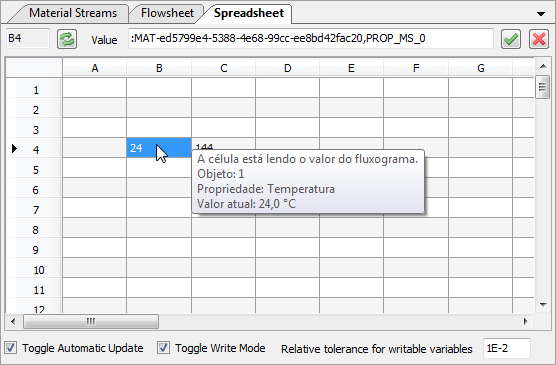 Material Streams Flowsheet Spreadsheet
B4 Value :MAT-ed5799e4-5388-4e68-99cc-ee8bd42fac20,PROP_MS_0
A B C D E F G
1
2
3
4 24 144
A célula está lendo o valor do fluxograma.
5
Objeto: 1
6
Propriedade: Temperatura
Valor atual: 24,0 °C
7
8
9
10
11
12
Toggle Automatic Update Toggle Write Mode Relative tolerance for writable variables 1E-2